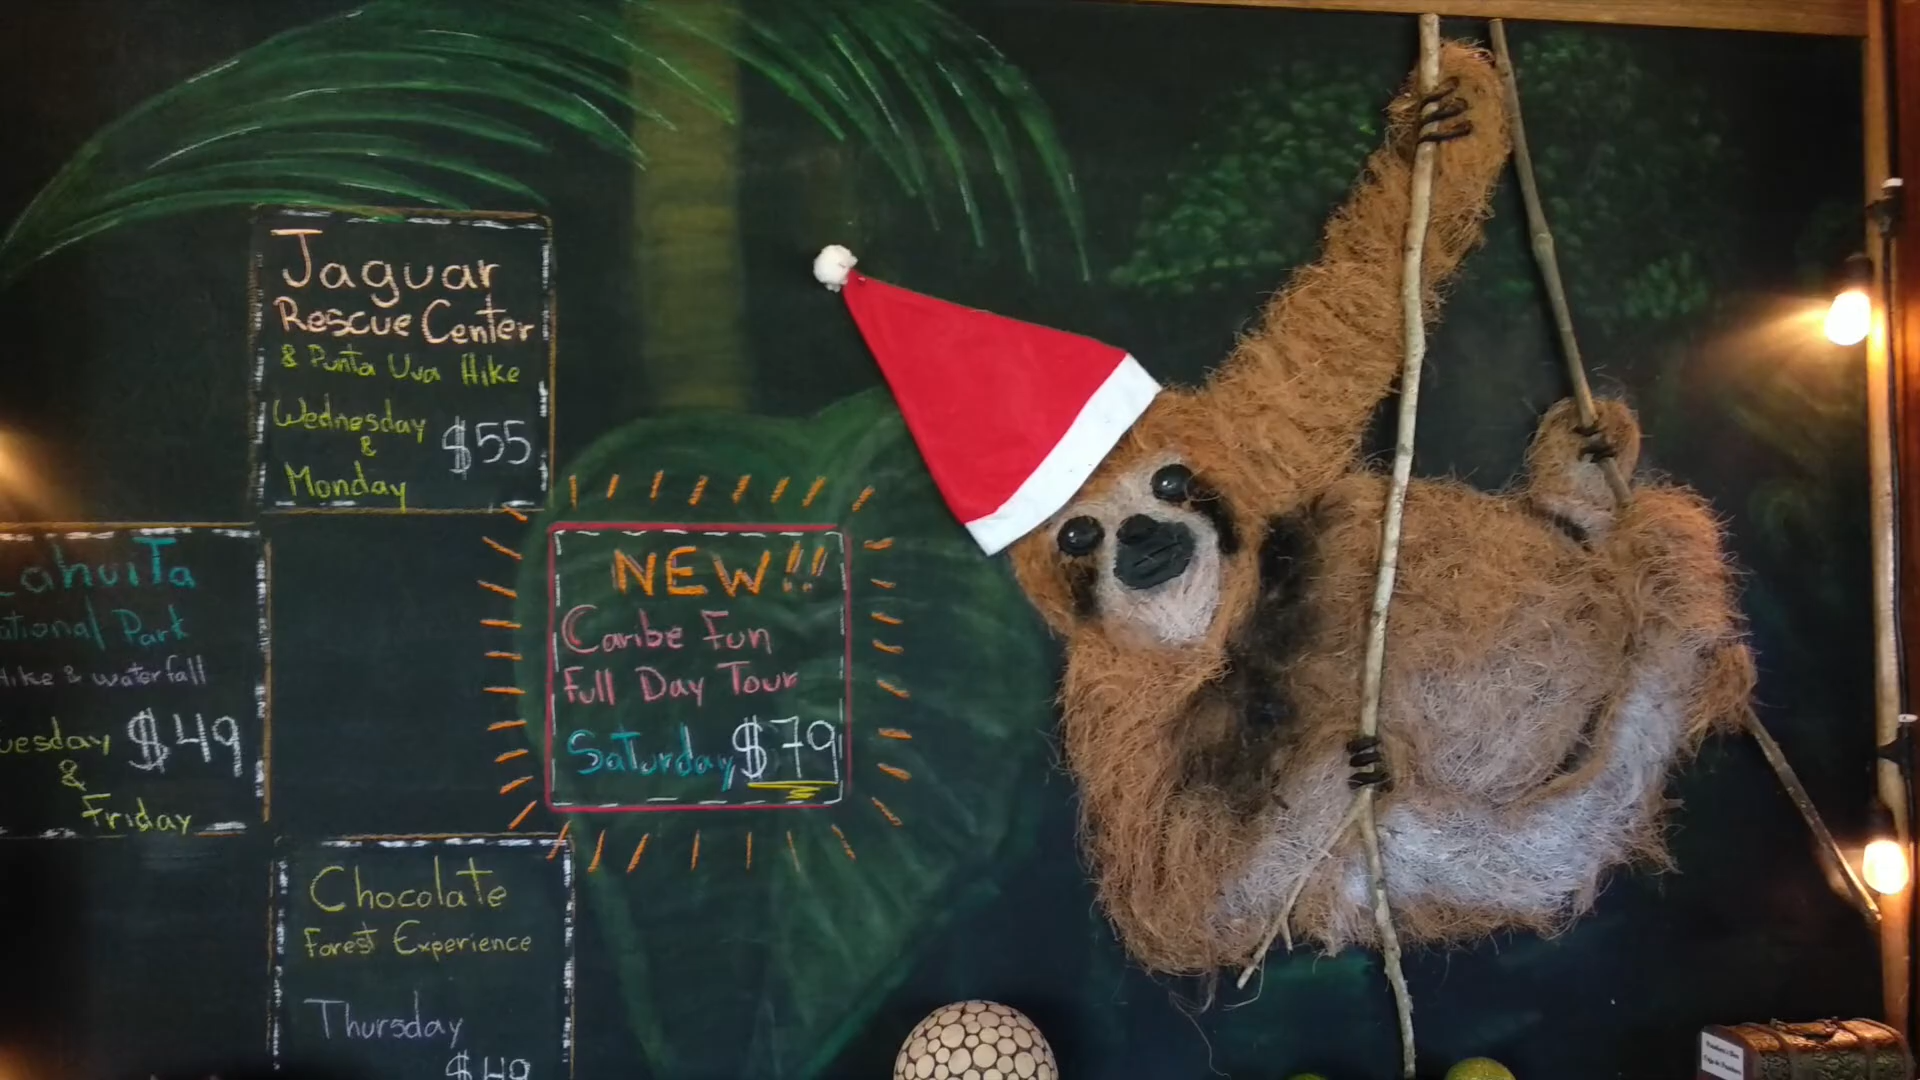 Jaguar
Rescue Center
& Punta Uva Hike
Wednesday
&
Monday
$55
ahuita
ational Park
Hike & waterfall
uesday
&
Friday
$49
NEW!!
Caribe Fun
Full Day Tour
Saturday $79
Chocolate
Forest Experience
Thursday
$49